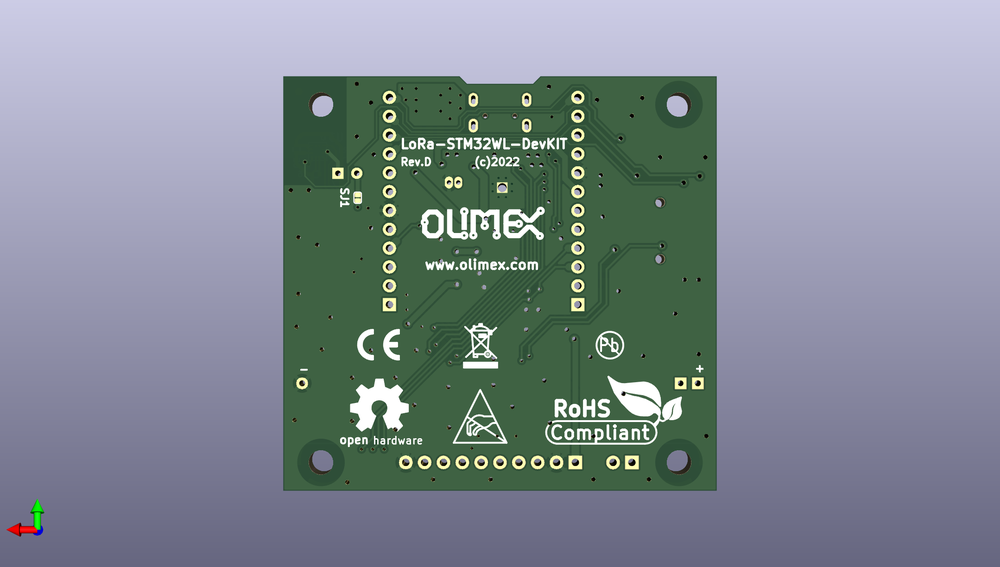 LoRa-STM32WL-DevKIT
Rev.D (c)2022
SJ1
OLIMEX
www.olimex.com
CE
Pb
- +
RoHS
Compliant
open hardware